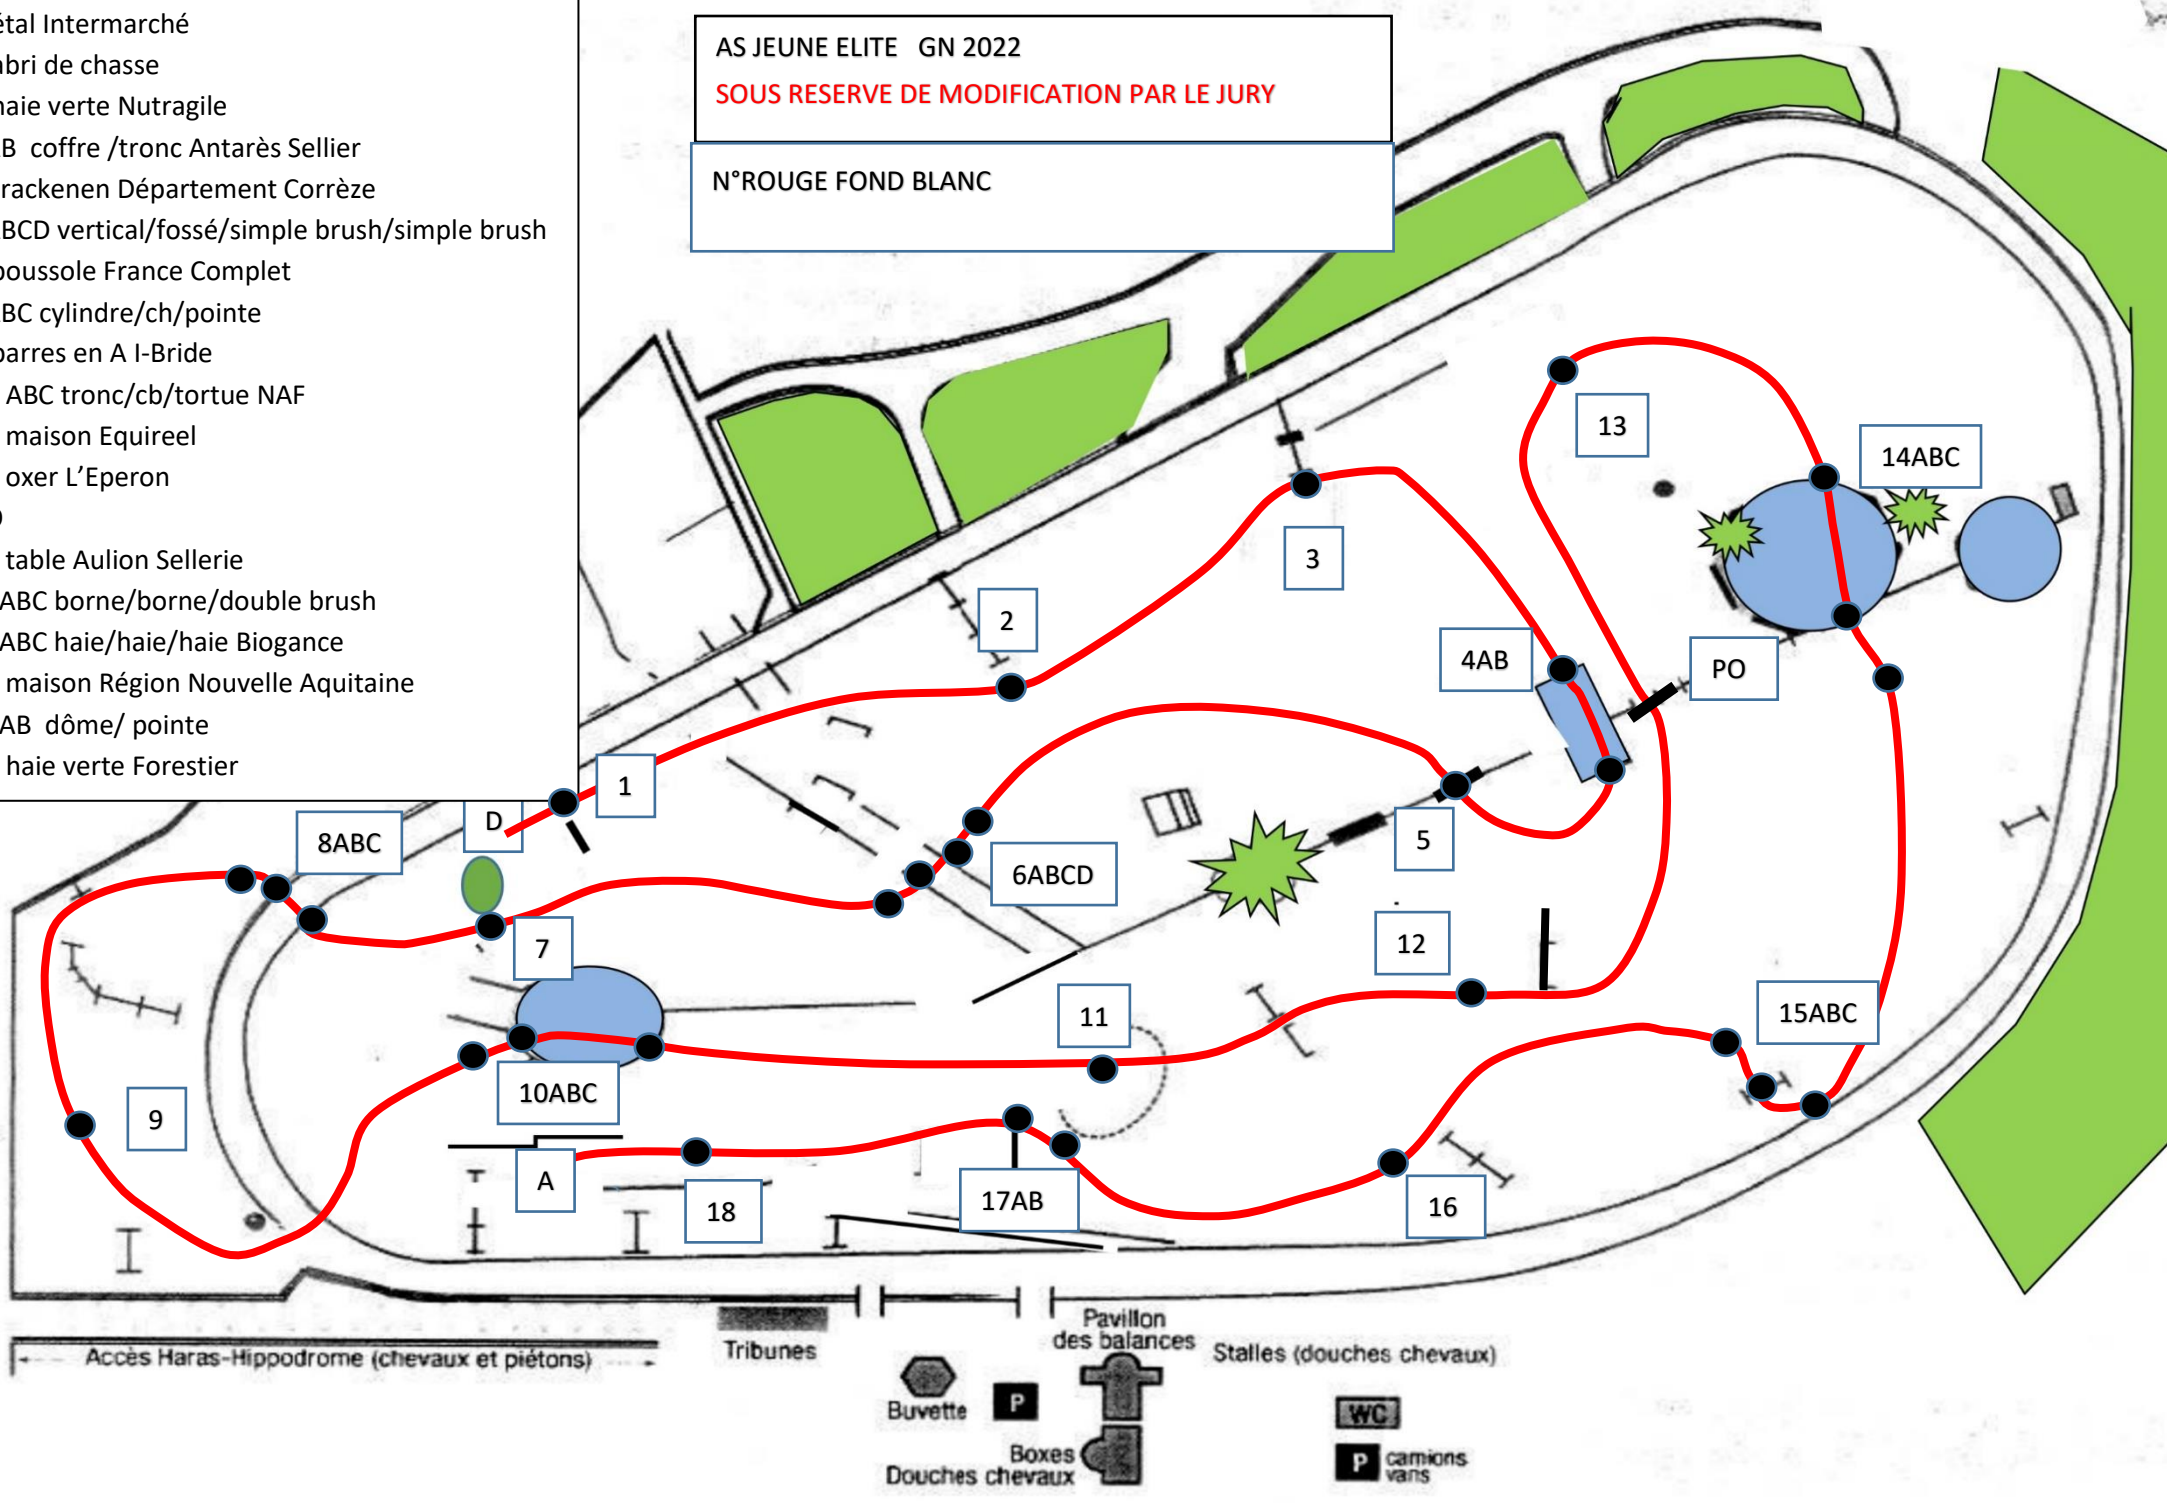 étal Intermarché
abri de chasse
haie verte Nutragile
B coffre /tronc Antarès Sellier
trackenen Département Corrèze
ABCD vertical/fossé/simple brush/simple brush
boussole France Complet
ABC cylindre/ch/pointe
barres en A I-Bride
ABC tronc/cb/tortue NAF
maison Equireel
oxer L'Eperon
table Aulion Sellerie
ABC borne/borne/double brush
ABC haie/haie/haie Biogance
maison Région Nouvelle Aquitaine
AB dôme/ pointe
haie verte Forestier
AS JEUNE ELITE GN 2022
SOUS RESERVE DE MODIFICATION PAR LE JURY
N°ROUGE FOND BLANC
13
14ABC
3
2
4AB
PO
1
D
8ABC
5
6ABCD
7
12
11
15ABC
10ABC
9
A
17AB
18
16
Accès Haras-Hippodrome (chevaux et piétons)
Tribunes
Pavillon
des balances
Stalles (douches chevaux)
Buvette
P
WC
Boxes
Douches chevaux
P
camions
vans